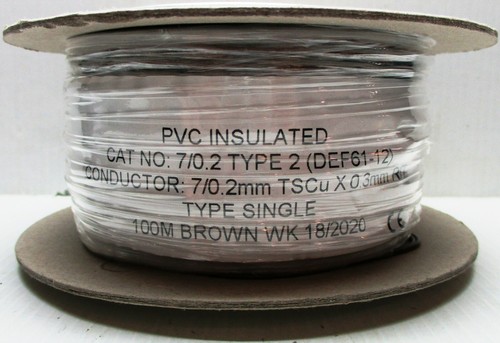 PVC INSULATED
CAT NO: 7/0.2 TYPE 2 (DEF61-12)
CONDUCTOR: 7/0.2mm TSCu X 0.3mm
TYPE SINGLE
100M BROWN WK 18/2020 CE